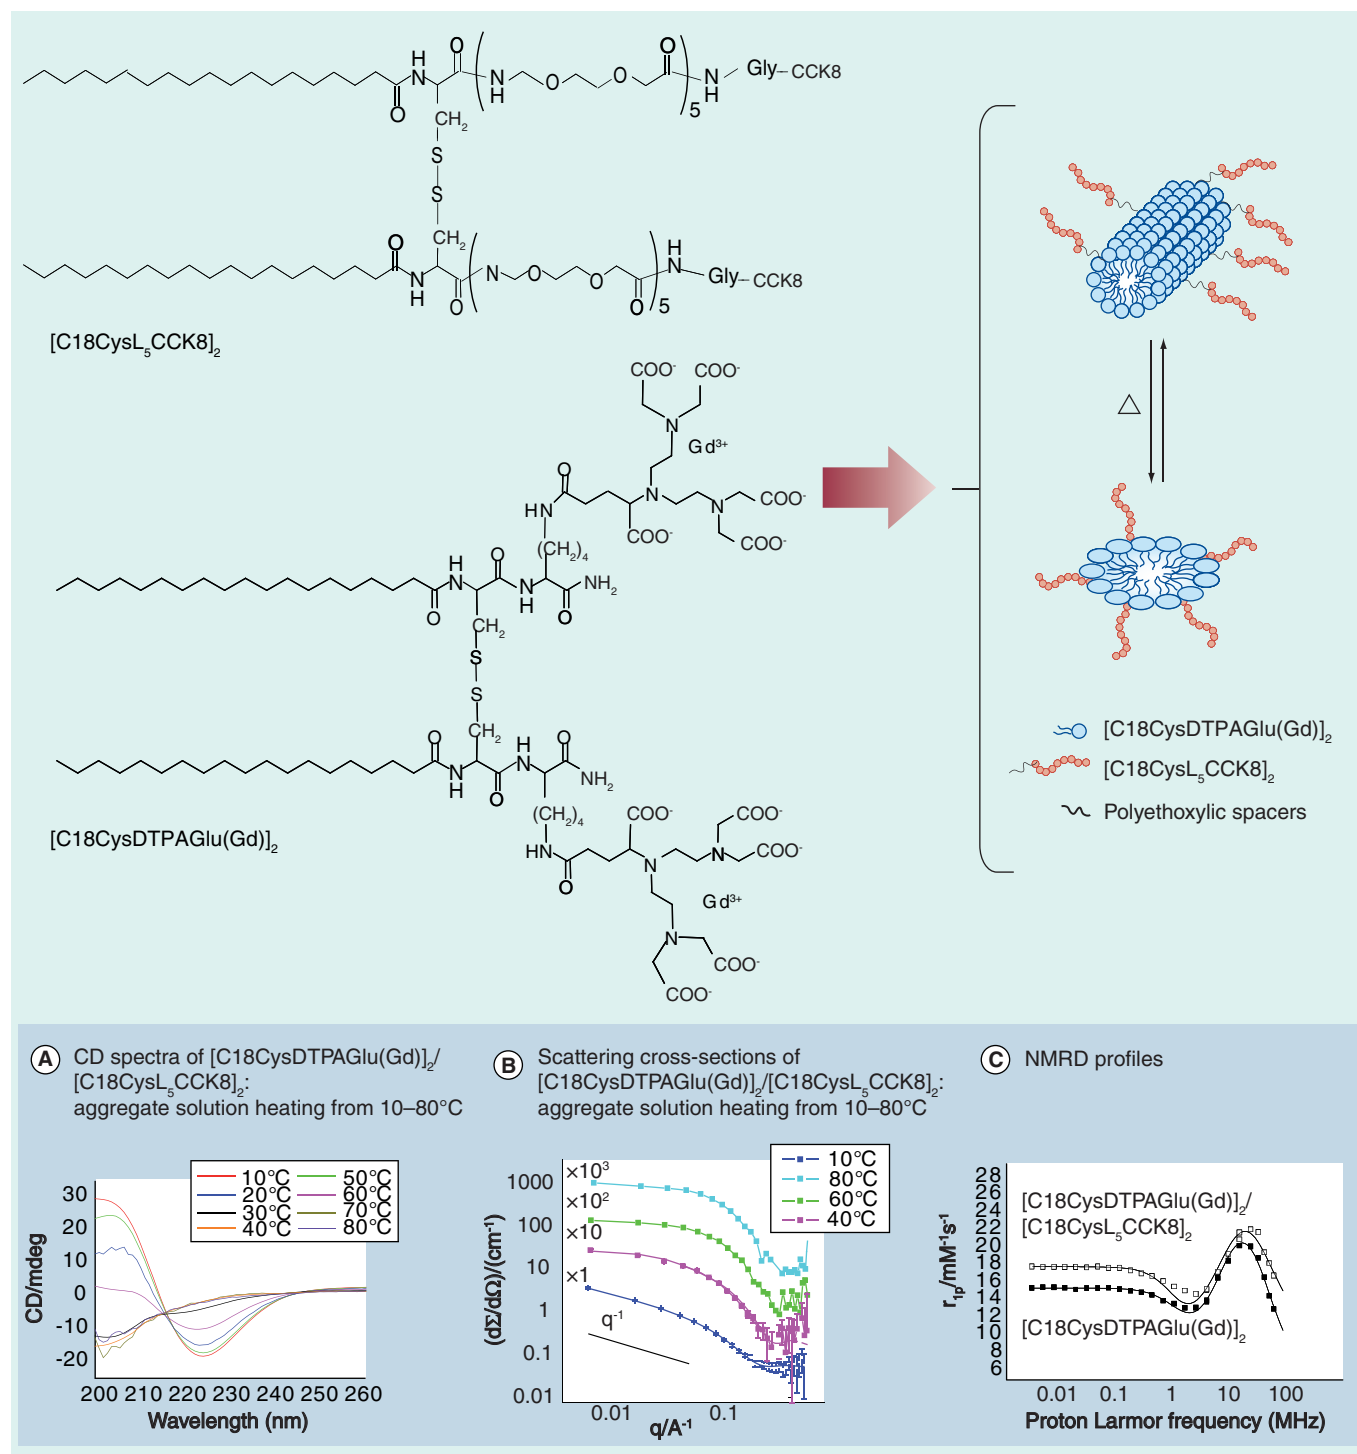 O
H
N
O
N
H
O
O
O
5
N
H
Gly—CCK8
CH2
S
S
CH2
O
N
H
O
N
O
O
O
5
H
N
Gly—CCK8
[C18CysL5CCK8]2
COO-
COO-
N
Gd3+
O
HN
N
N
COO-
COO-
COO-
(CH2)4
O
H
N
O
N
H
O
NH2
CH2
S
S
CH2
O
N
H
O
H
N
O
NH2
(CH2)4
HN
O
COO-
N
N
COO-
COO-
Gd3+
N
COO-
COO-
[C18CysDTPAGlu(Gd)]2
△
[C18CysDTPAGlu(Gd)]2
[C18CysL5CCK8]2
Polyethoxylic spacers
A CD spectra of [C18CysDTPAGlu(Gd)]2/
[C18CysL5CCK8]2:
aggregate solution heating from 10–80°C
10°C 50°C
20°C 60°C
30°C 70°C
40°C 80°C
CD/mdeg
30
20
10
0
-10
-20
200 210 220 230 240 250 260
Wavelength (nm)
B Scattering cross-sections of
[C18CysDTPAGlu(Gd)]2/[C18CysL5CCK8]2:
aggregate solution heating from 10–80°C
10°C
80°C
60°C
40°C
(dΣ/dΩ)/(cm-1)
1000
100
10
1
0.1
0.01
×10³
×10²
×10
×1
q-1
0.01 0.1
q/A-1
C NMRD profiles
r1p/mM-1s-1
28
26
24
22
20
18
16
14
12
10
8
6
[C18CysDTPAGlu(Gd)]2/
[C18CysL5CCK8]2
[C18CysDTPAGlu(Gd)]2
0.01 0.1 1 10 100
Proton Larmor frequency (MHz)